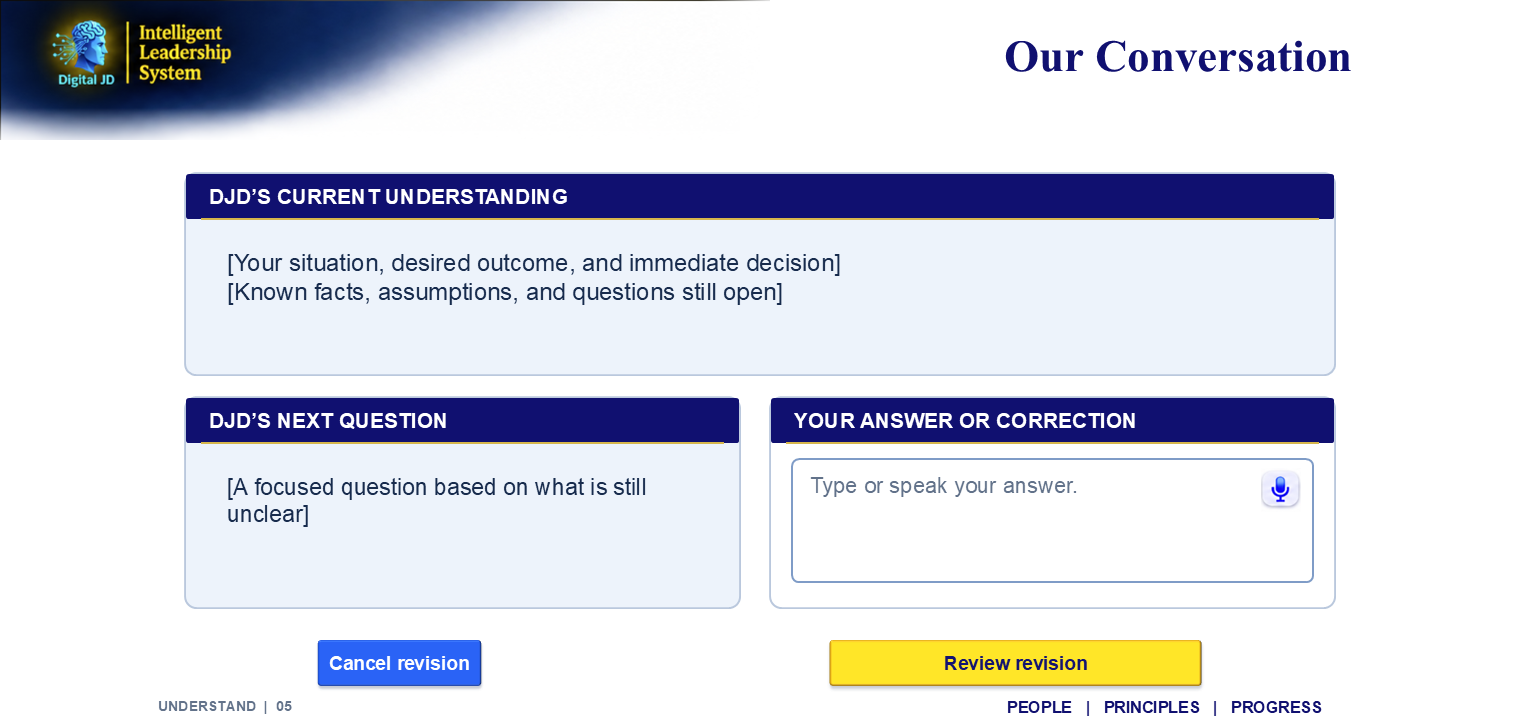 Intelligent
Leadership
System
Digital JD
Our Conversation
DJD’S CURRENT UNDERSTANDING
[Your situation, desired outcome, and immediate decision]
[Known facts, assumptions, and questions still open]
DJD’S NEXT QUESTION
[A focused question based on what is still
unclear]
YOUR ANSWER OR CORRECTION
Type or speak your answer.
Cancel revision
Review revision
UNDERSTAND | 05
PEOPLE | PRINCIPLES | PROGRESS